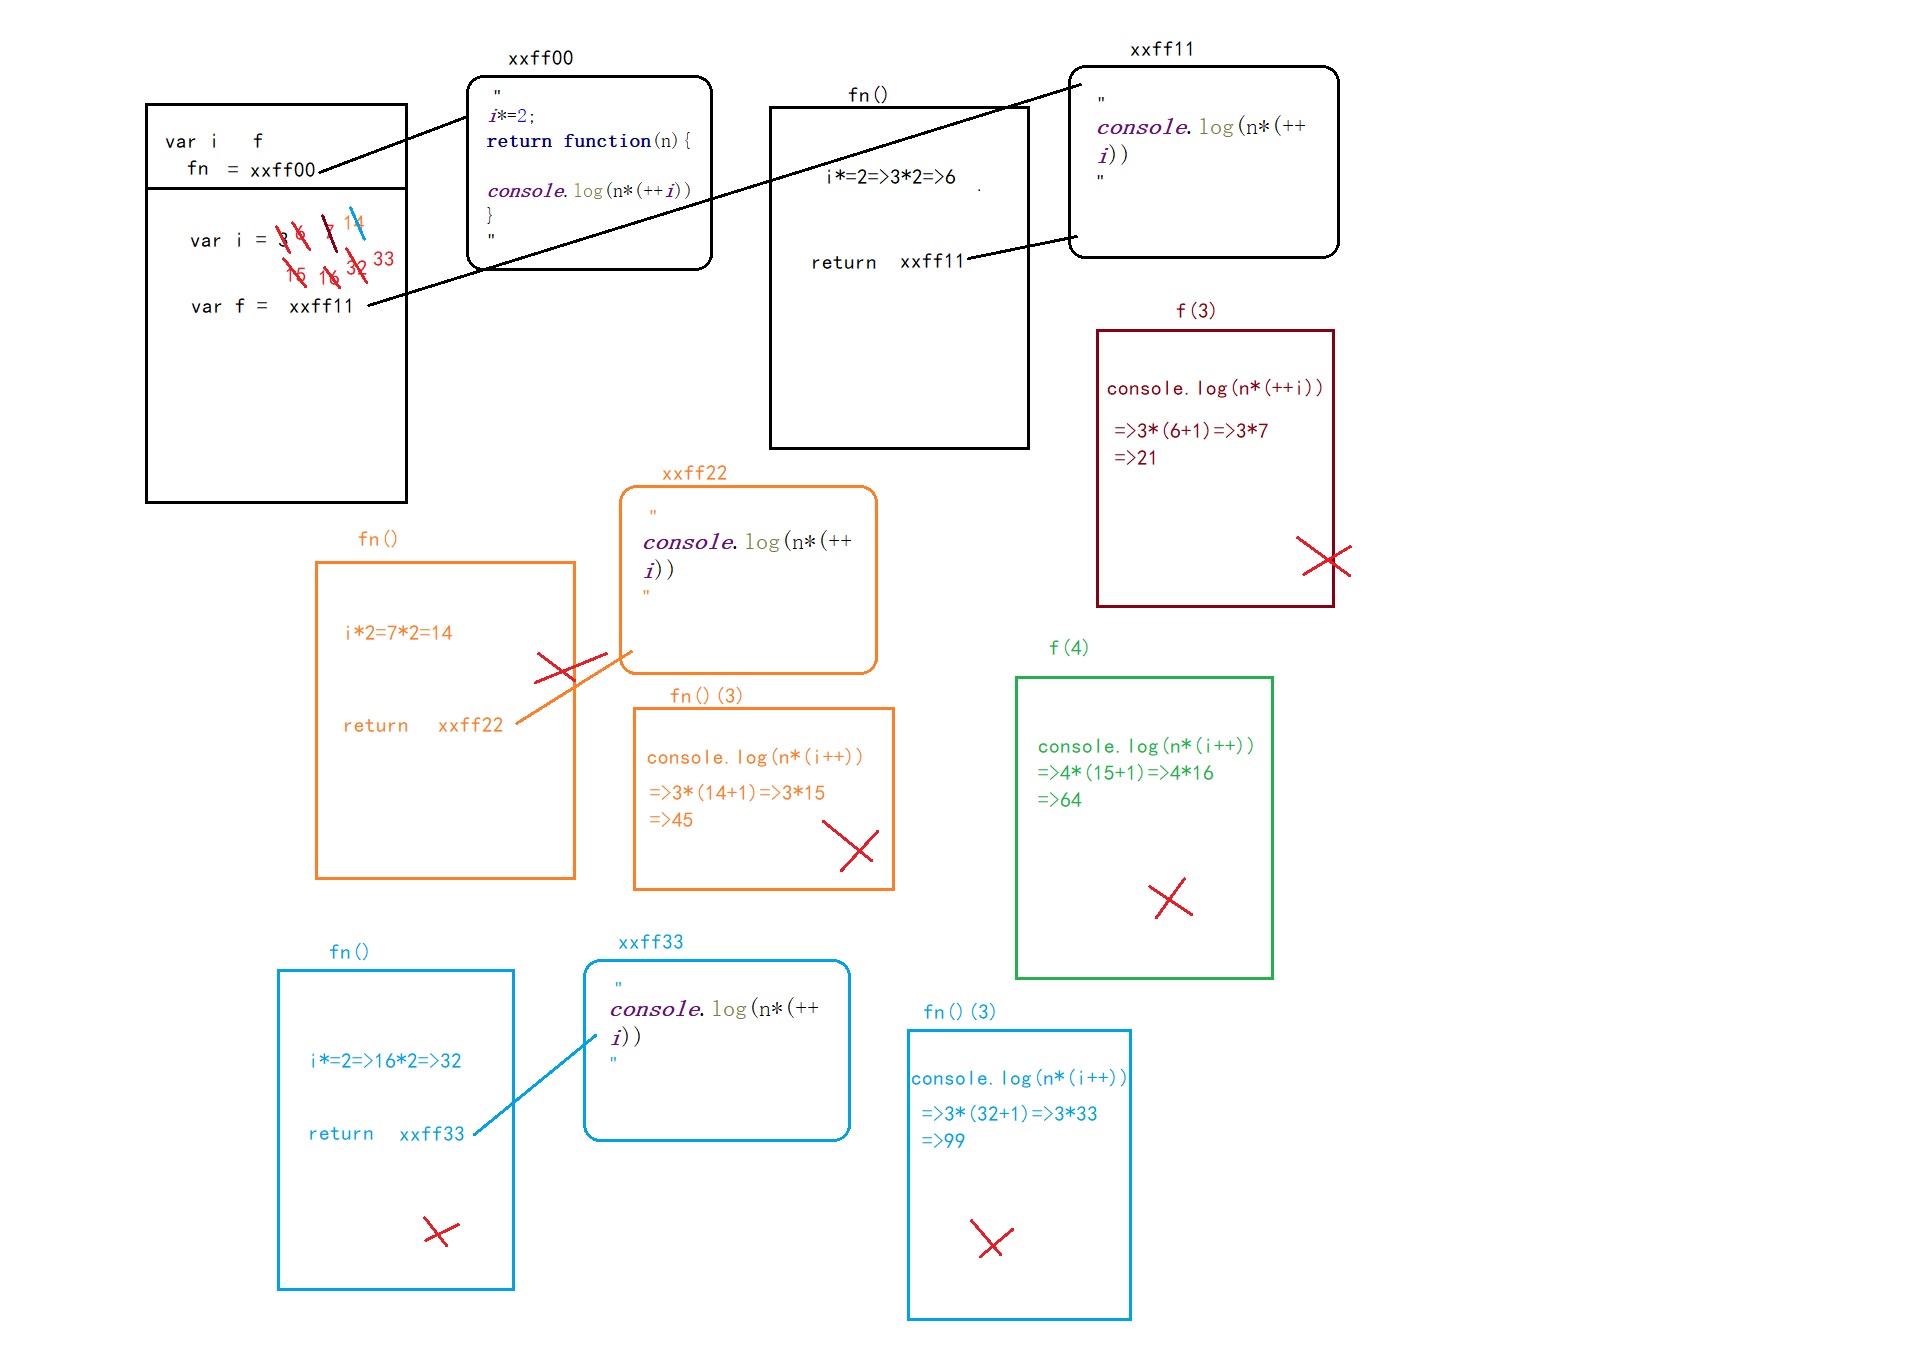 xxff00
var i   f
fn = xxff00
var i = 3 6 7 14
15 16 32 33
var f = xxff11
"
i*=2;
return function(n){
console.log(n*(++i))
}
"
fn()
i*=2=>3*2=>6
return  xxff11
xxff11
"
console.log(n*(++
i))
"
f(3)
console.log(n*(++i))
=>3*(6+1)=>3*7
=>21
xxff22
"
console.log(n*(++
i))
"
fn()
i*2=7*2=14
return  xxff22
fn()(3)
console.log(n*(i++))
=>3*(14+1)=>3*15
=>45
f(4)
console.log(n*(i++))
=>4*(15+1)=>4*16
=>64
fn()
i*=2=>16*2=>32
return  xxff33
xxff33
"
console.log(n*(++
i))
"
fn()(3)
console.log(n*(i++))
=>3*(32+1)=>3*33
=>99